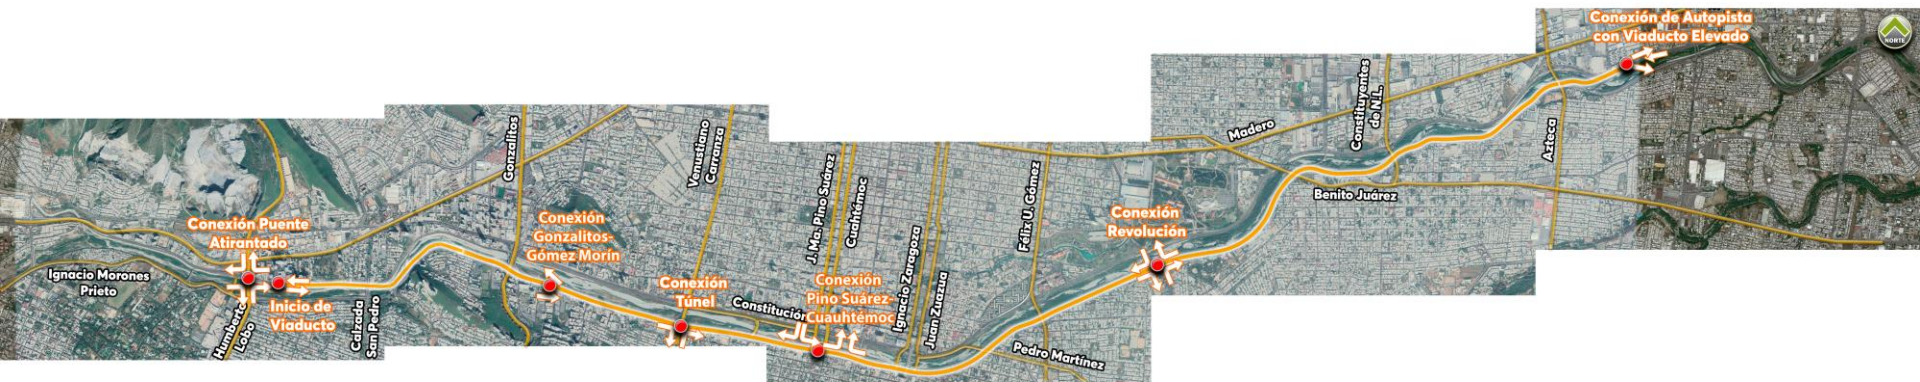 Conexión de Autopista
con Viaducto Elevado
NORTE
Constituyentes
de N.L.
Madero
Azteca
Gonzalitos
Venustiano
Carranza
J. Ma. Pino Suárez
Cuauhtémoc
Félix U. Gómez
Benito Juárez
Conexión Puente
Atirantado
Conexión
Gonzalitos-
Gómez Morín
Conexión
Revolución
Ignacio Morones
Prieto
Inicio de
Viaducto
Humberto
Lobo
Calzada
San Pedro
Conexión
Túnel
Constitución
Conexión
Pino Suárez-
Cuauhtémoc
Ignacio Zaragoza
Juan Zuazua
Pedro Martínez